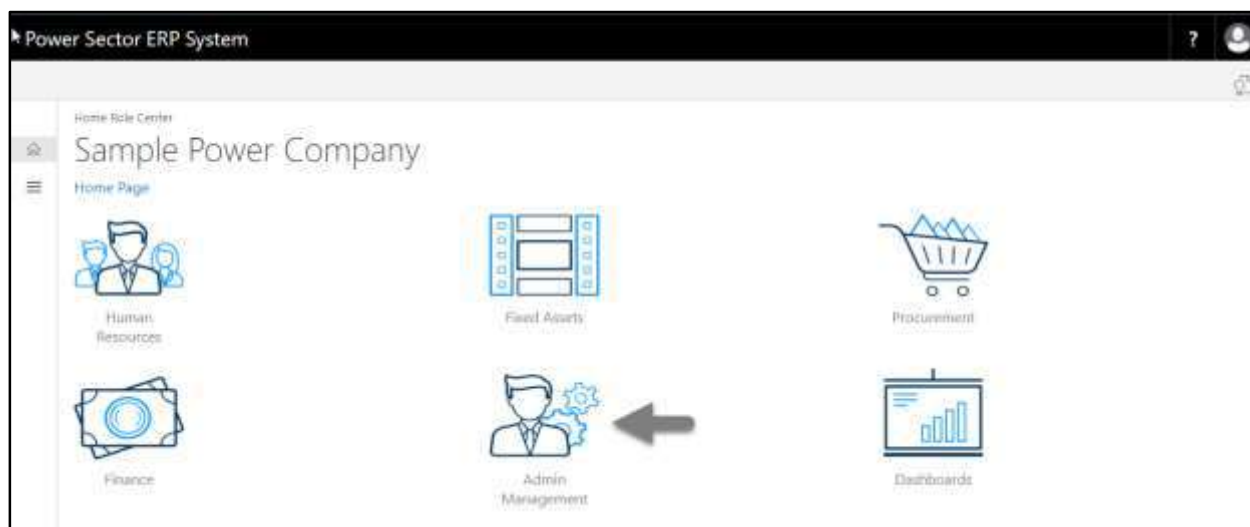 Power Sector ERP System
?
Home Role Center
Sample Power Company
Home Page
Human
Resources
Fixed Assets
Procurement
Finance
Admin
Management
Dashboards